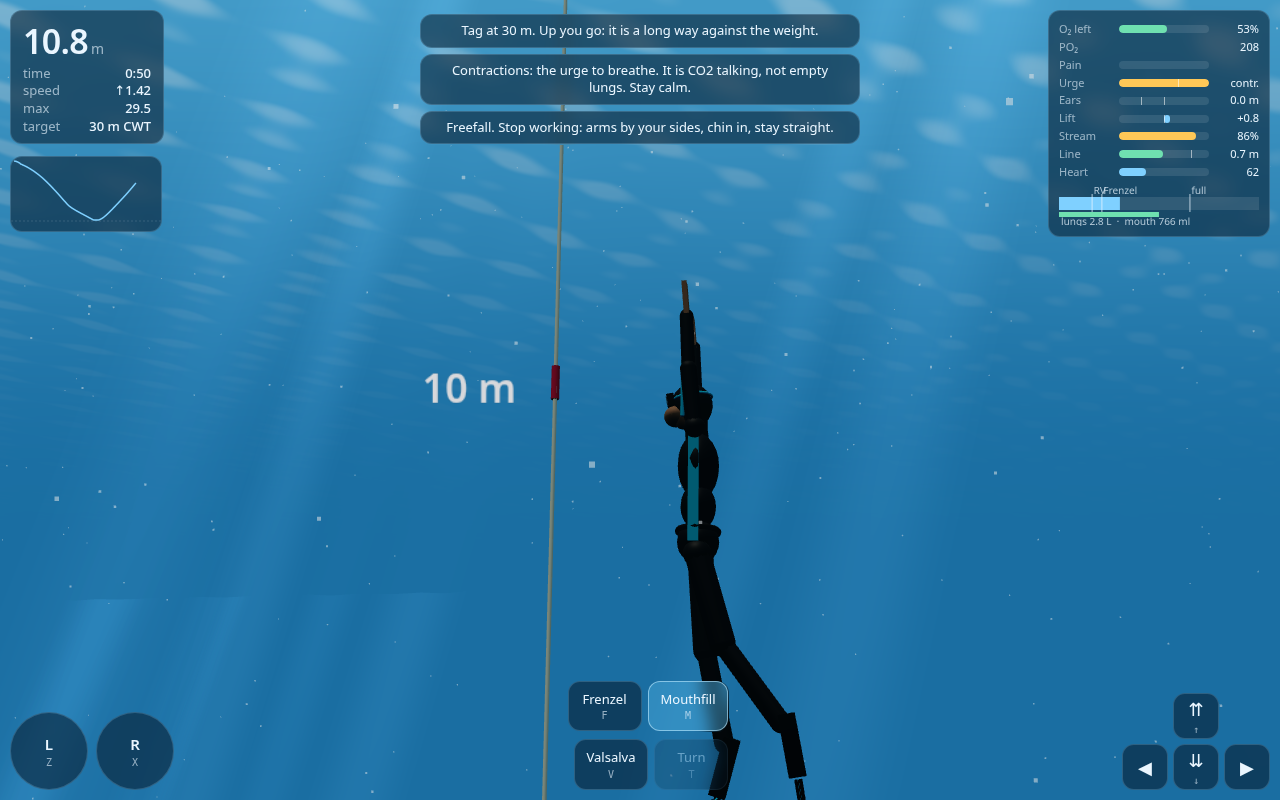 10.8 m
time 0:50
speed ↑1.42
max 29.5
target 30 m CWT
Tag at 30 m. Up you go: it is a long way against the weight.
Contractions: the urge to breathe. It is CO2 talking, not empty
lungs. Stay calm.
Freefall. Stop working: arms by your sides, chin in, stay straight.
O₂ left 53%
PO₂ 208
Pain
Urge contr.
Ears 0.0 m
Lift +0.8
Stream 86%
Line 0.7 m
Heart 62
RV Frenzel full
lungs 2.8 L · mouth 766 ml
10 m
L
Z
R
X
Frenzel
F
Mouthfill
M
Valsalva
V
Turn
T
⇈
↑
◀
⇊
↓
▶